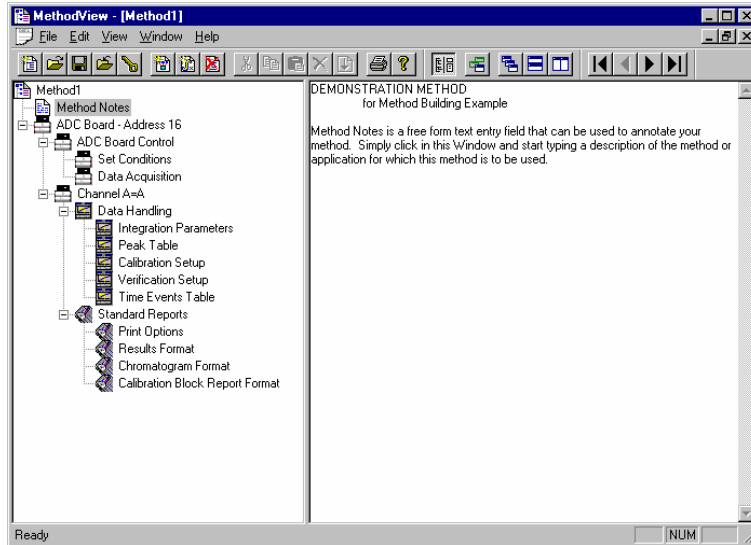 MethodView - [Method1]
File Edit View Window Help
Method1
Method Notes
ADC Board - Address 16
ADC Board Control
Set Conditions
Data Acquisition
Channel A=A
Data Handling
Integration Parameters
Peak Table
Calibration Setup
Verification Setup
Time Events Table
Standard Reports
Print Options
Results Format
Chromatogram Format
Calibration Block Report Format
DEMONSTRATION METHOD
for Method Building Example
Method Notes is a free form text entry field that can be used to annotate your
method. Simply click in this Window and start typing a description of the method or
application for which this method is to be used.
Ready
NUM